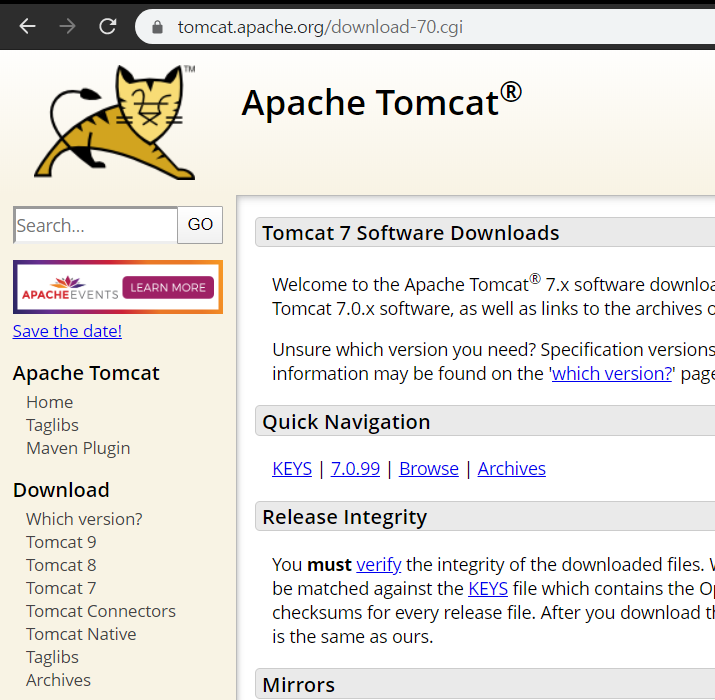 tomcat.apache.org/download-70.cgi
TM
Apache Tomcat®
Search...
GO
APACHEEVENTS LEARN MORE
Save the date!
Apache Tomcat
Home
Taglibs
Maven Plugin
Download
Which version?
Tomcat 9
Tomcat 8
Tomcat 7
Tomcat Connectors
Tomcat Native
Taglibs
Archives
Tomcat 7 Software Downloads
Welcome to the Apache Tomcat® 7.x software
Tomcat 7.0.x software, as well as links to the archives
Unsure which version you need? Specification versions
information may be found on the 'which version?' page
Quick Navigation
KEYS | 7.0.99 | Browse | Archives
Release Integrity
You must verify the integrity of the downloaded files.
be matched against the KEYS file which contains the
checksums for every release file. After you download
is the same as ours.
Mirrors